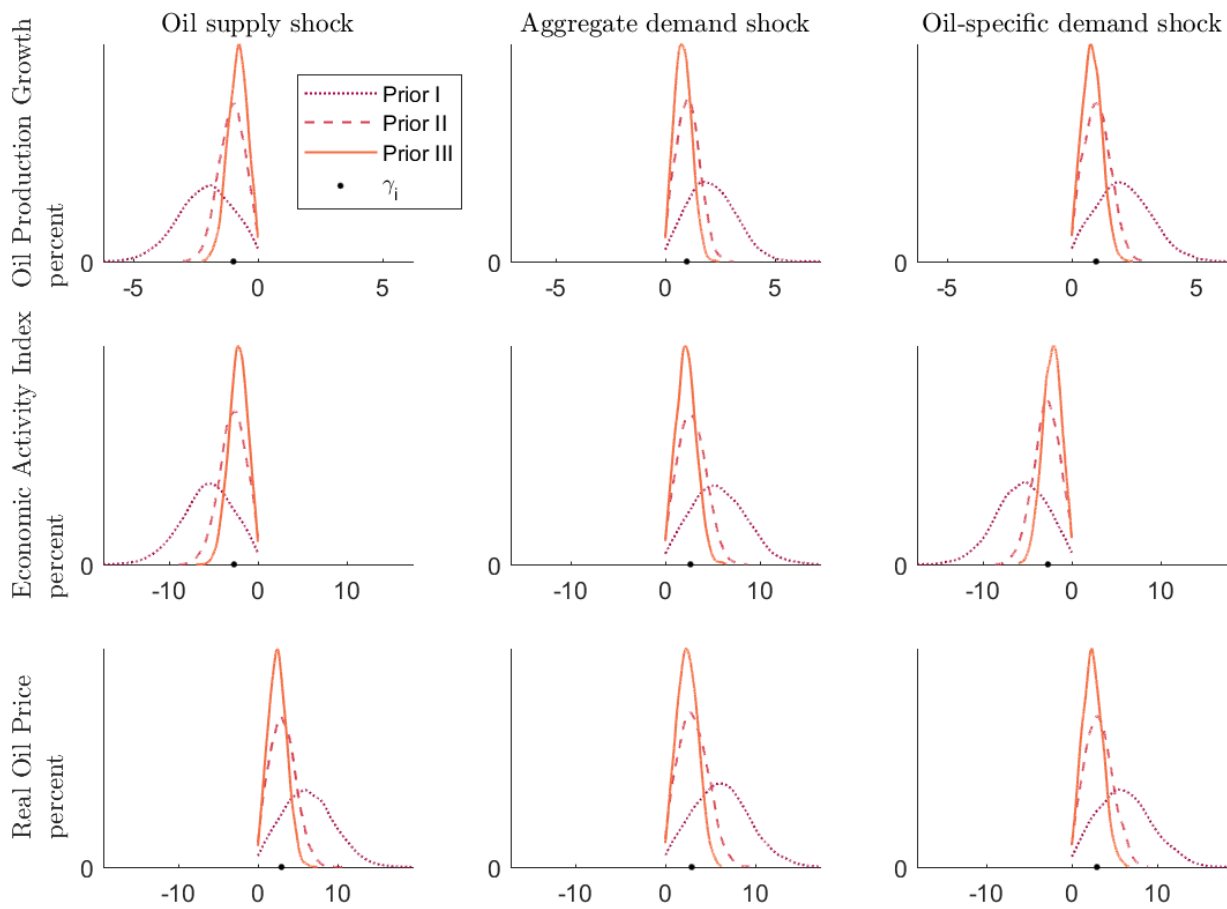 Oil supply shock
Aggregate demand shock
Oil-specific demand shock
Oil Production Growth
percent
Prior I
Prior II
Prior III
γi
0
-5 0 5
0
-5 0 5
0
-5 0 5
Economic Activity Index
percent
0
-10 0 10
0
-10 0 10
0
-10 0 10
Real Oil Price
percent
0
-10 0 10
0
-10 0 10
0
-10 0 10